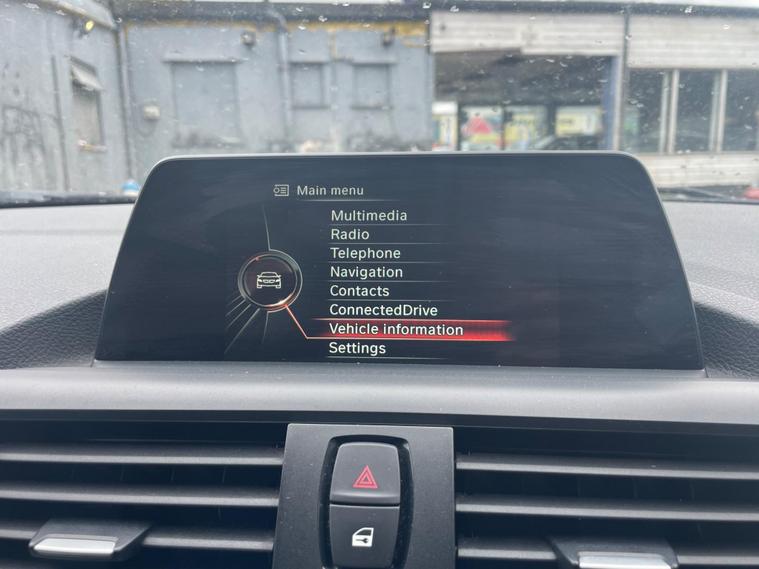 Main menu
Multimedia
Radio
Telephone
Navigation
Contacts
ConnectedDrive
Vehicle information
Settings